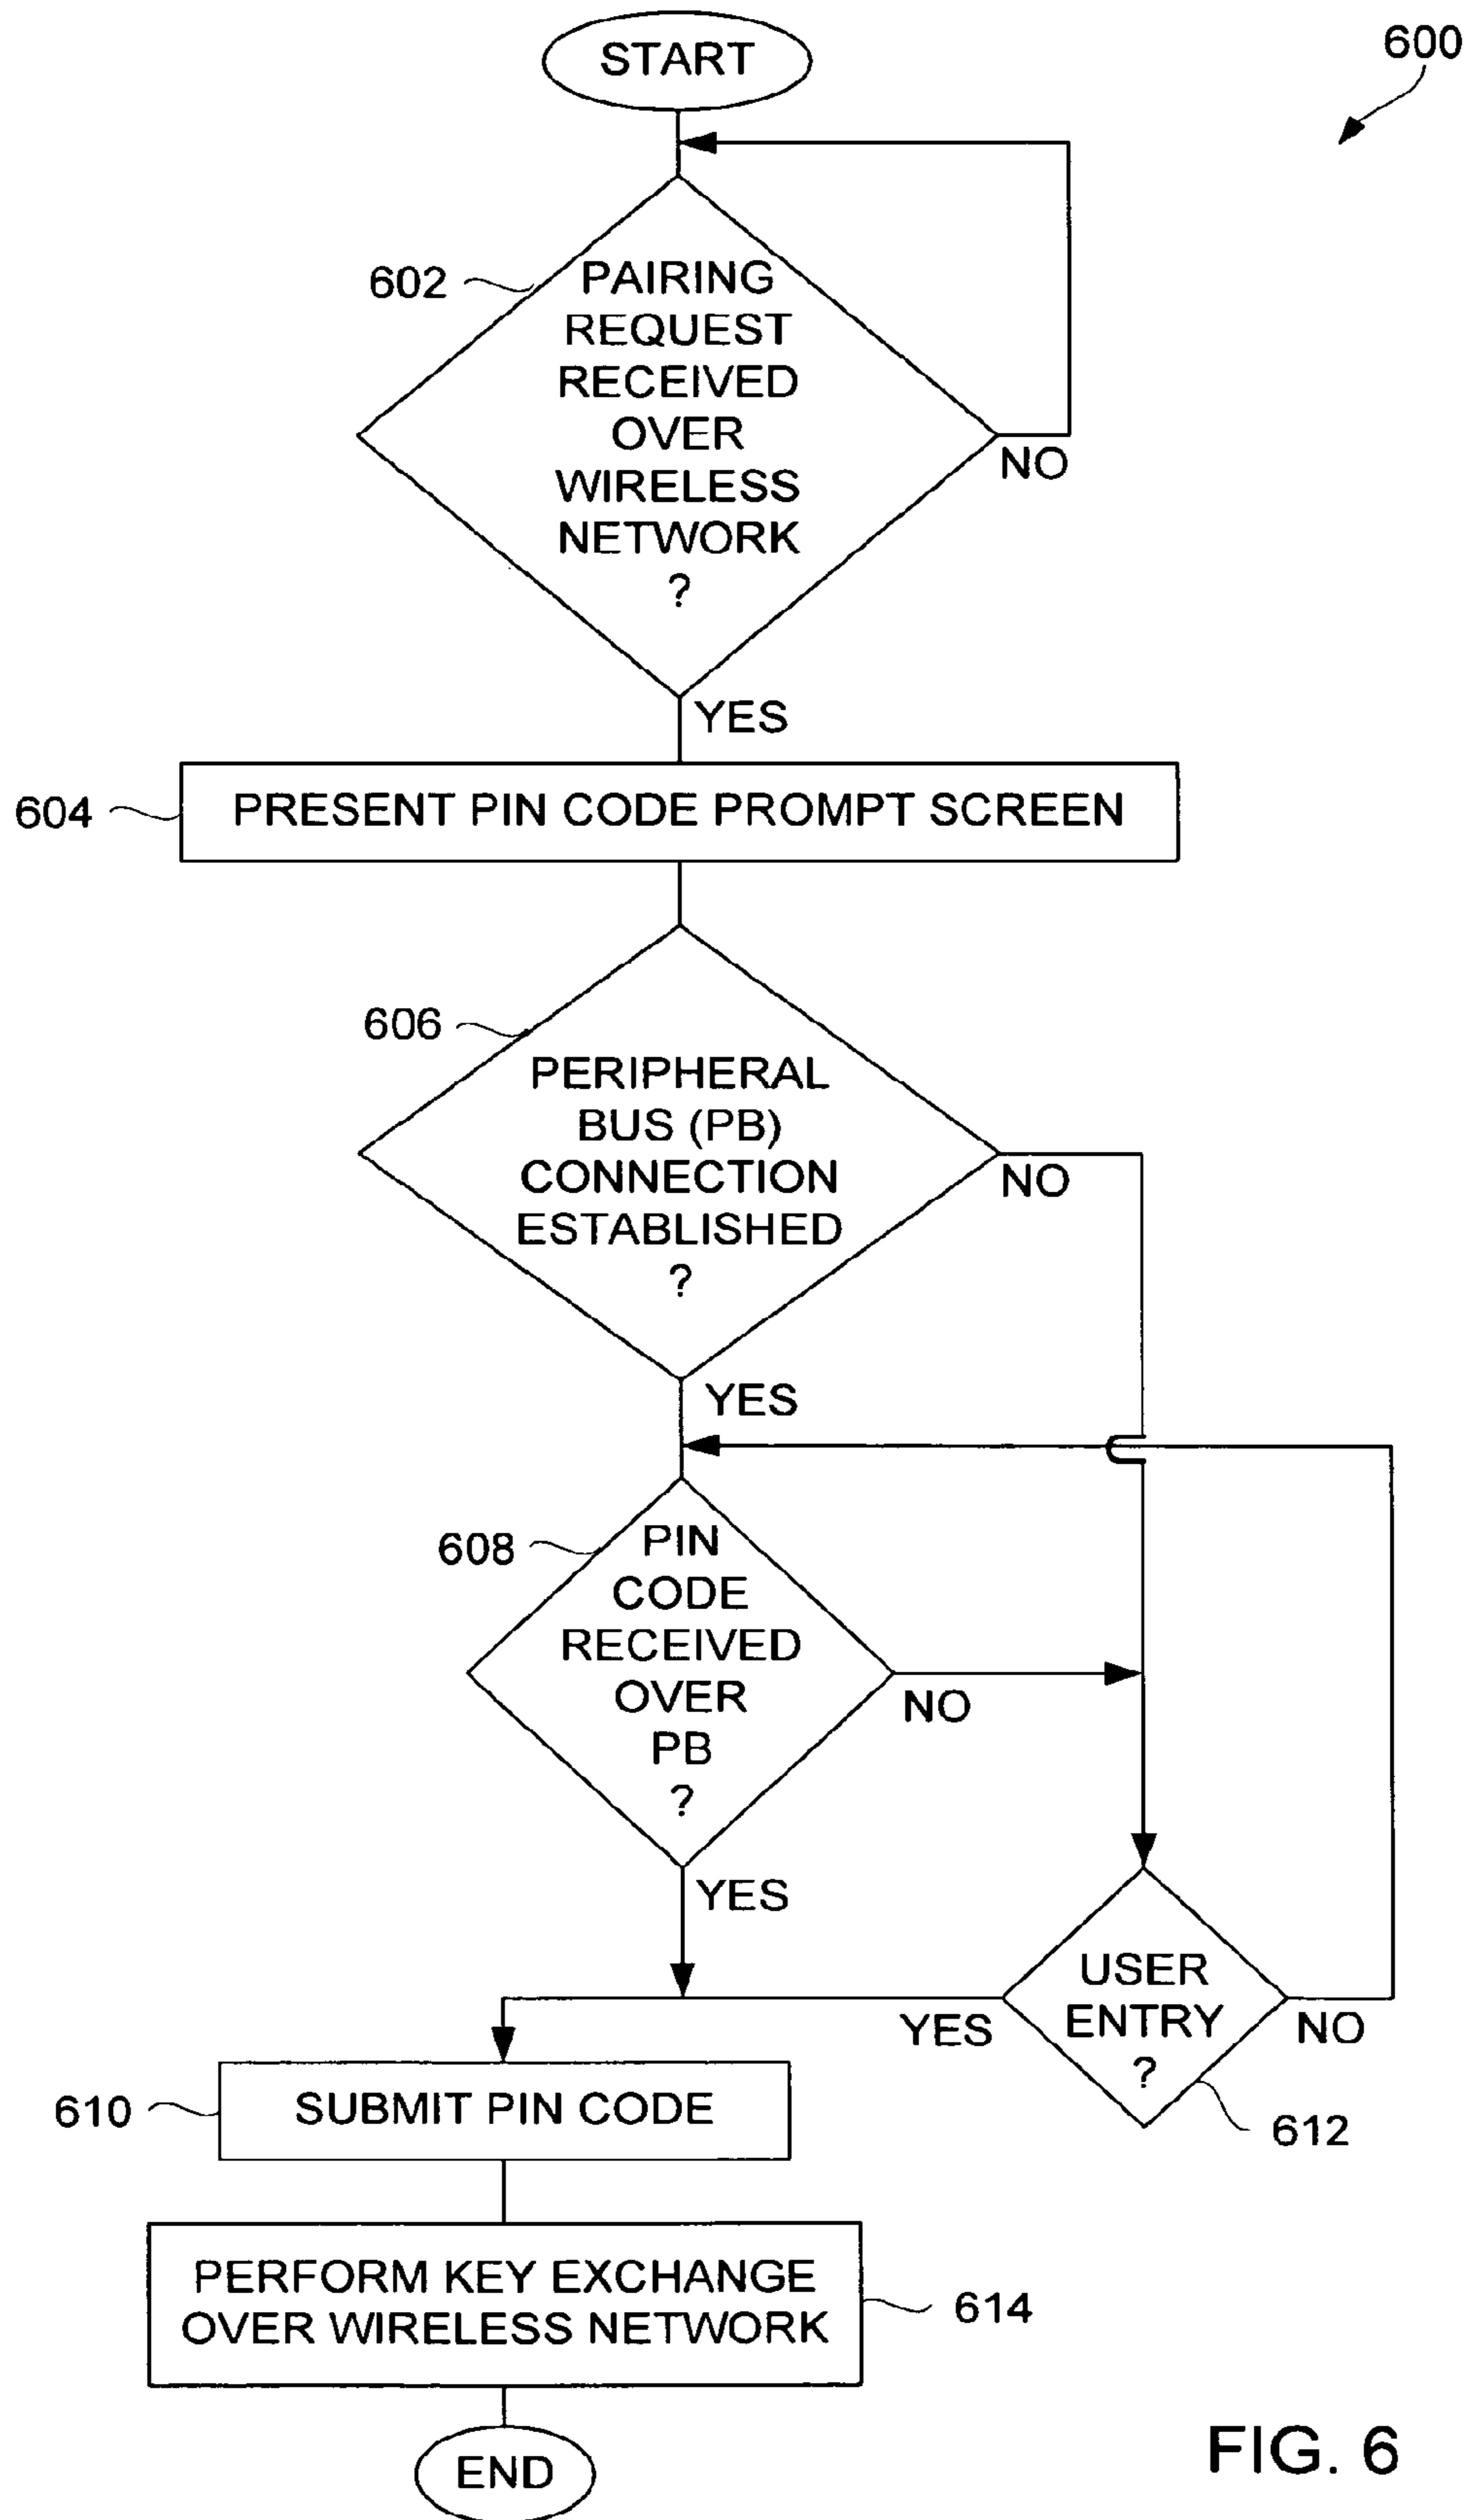 START
600
602
PAIRING
REQUEST
RECEIVED
OVER
WIRELESS
NETWORK
?
NO
YES
604
PRESENT PIN CODE PROMPT SCREEN
606
PERIPHERAL
BUS (PB)
CONNECTION
ESTABLISHED
?
NO
YES
608
PIN
CODE
RECEIVED
OVER
PB
?
NO
YES
USER
ENTRY
?
YES
NO
612
610
SUBMIT PIN CODE
PERFORM KEY EXCHANGE
OVER WIRELESS NETWORK
614
END
FIG. 6